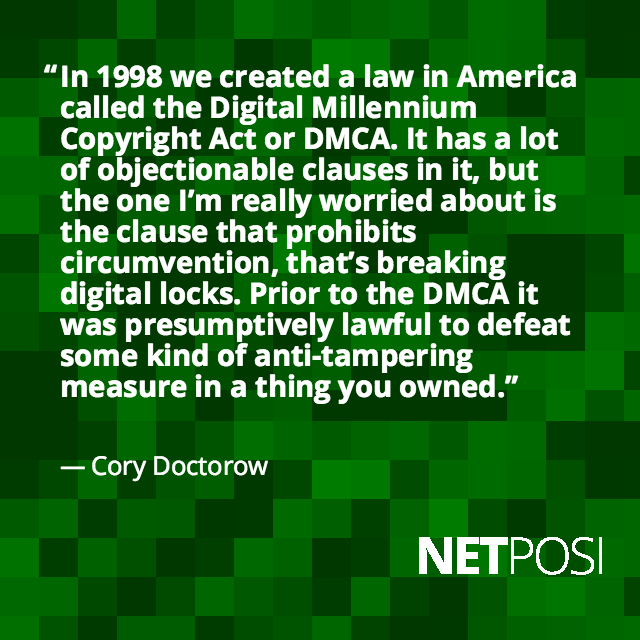 “In 1998 we created a law in America
called the Digital Millennium
Copyright Act or DMCA. It has a lot
of objectionable clauses in it, but
the one I’m really worried about is
the clause that prohibits
circumvention, that’s breaking
digital locks. Prior to the DMCA it
was presumptively lawful to defeat
some kind of anti-tampering
measure in a thing you owned.”
— Cory Doctorow
NETPOSI